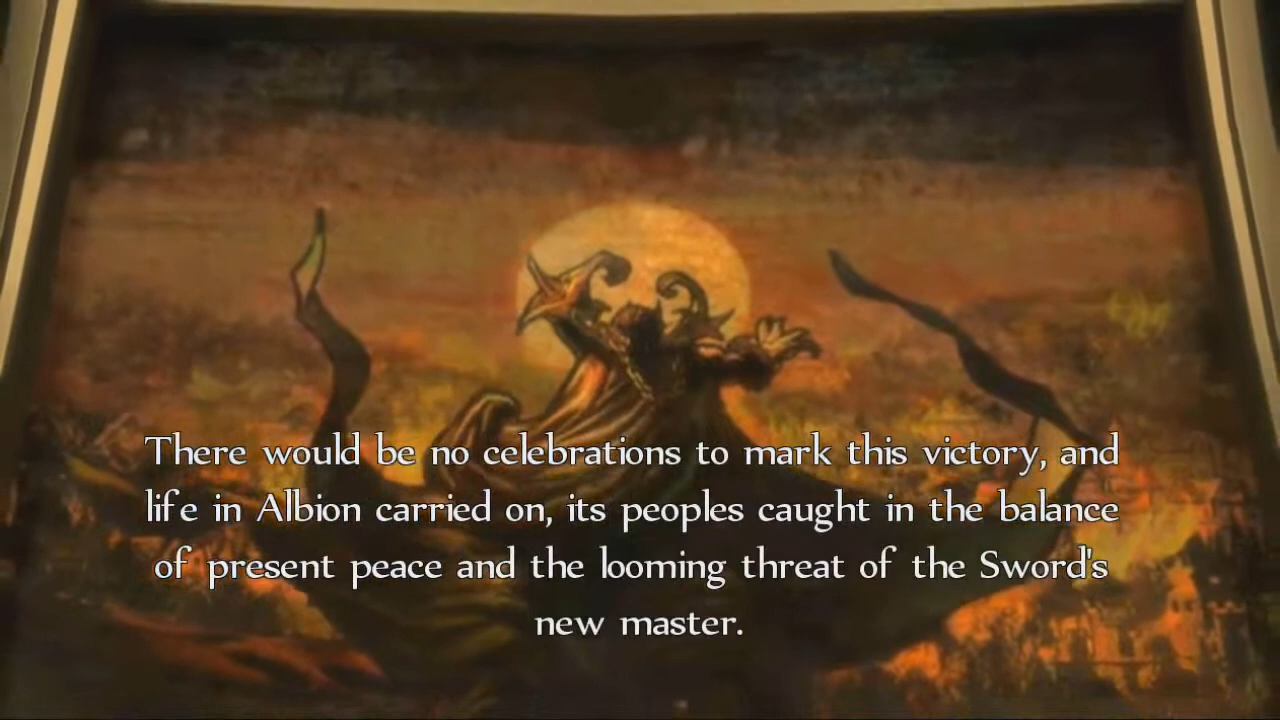 There would be no celebrations to mark this victory, and
life in Albion carried on, its peoples caught in the balance
of present peace and the looming threat of the Sword's
new master.